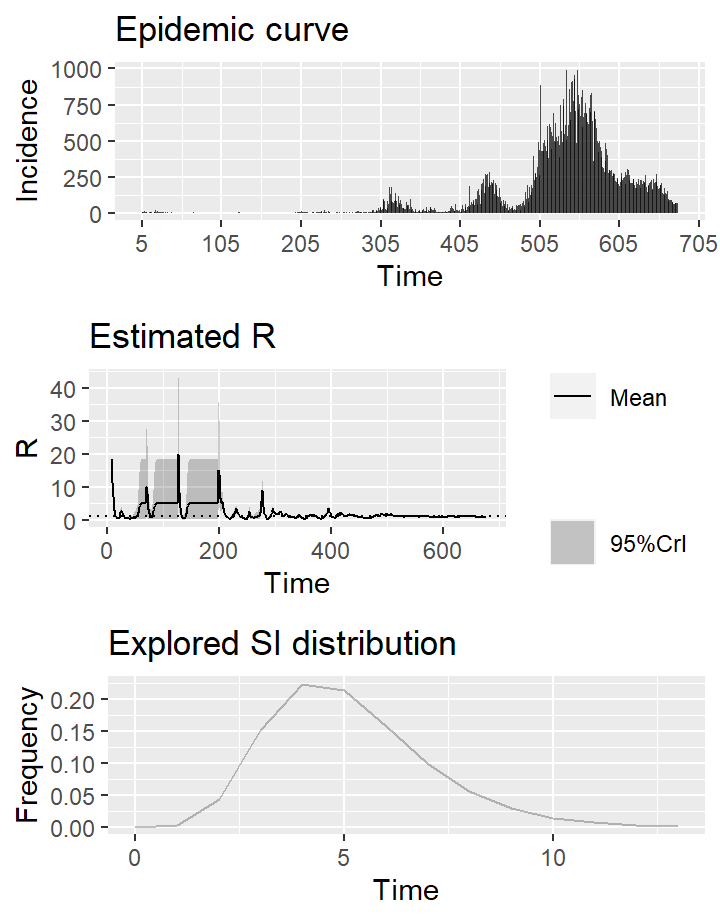 Epidemic curve
1000
750
500
250
0
Incidence
5 105 205 305 405 505 605 705
Time
Estimated R
40
30
20
10
0
R
0 200 400 600
Time
Mean
95%CrI
Explored SI distribution
0.20
0.15
0.10
0.05
0.00
Frequency
0 5 10
Time